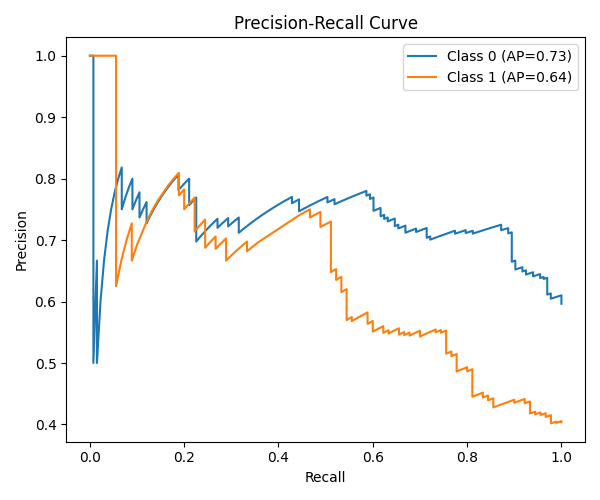 Precision-Recall Curve
Class 0 (AP=0.73)
Class 1 (AP=0.64)
Precision
1.0
0.9
0.8
0.7
0.6
0.5
0.4
0.0 0.2 0.4 0.6 0.8 1.0
Recall